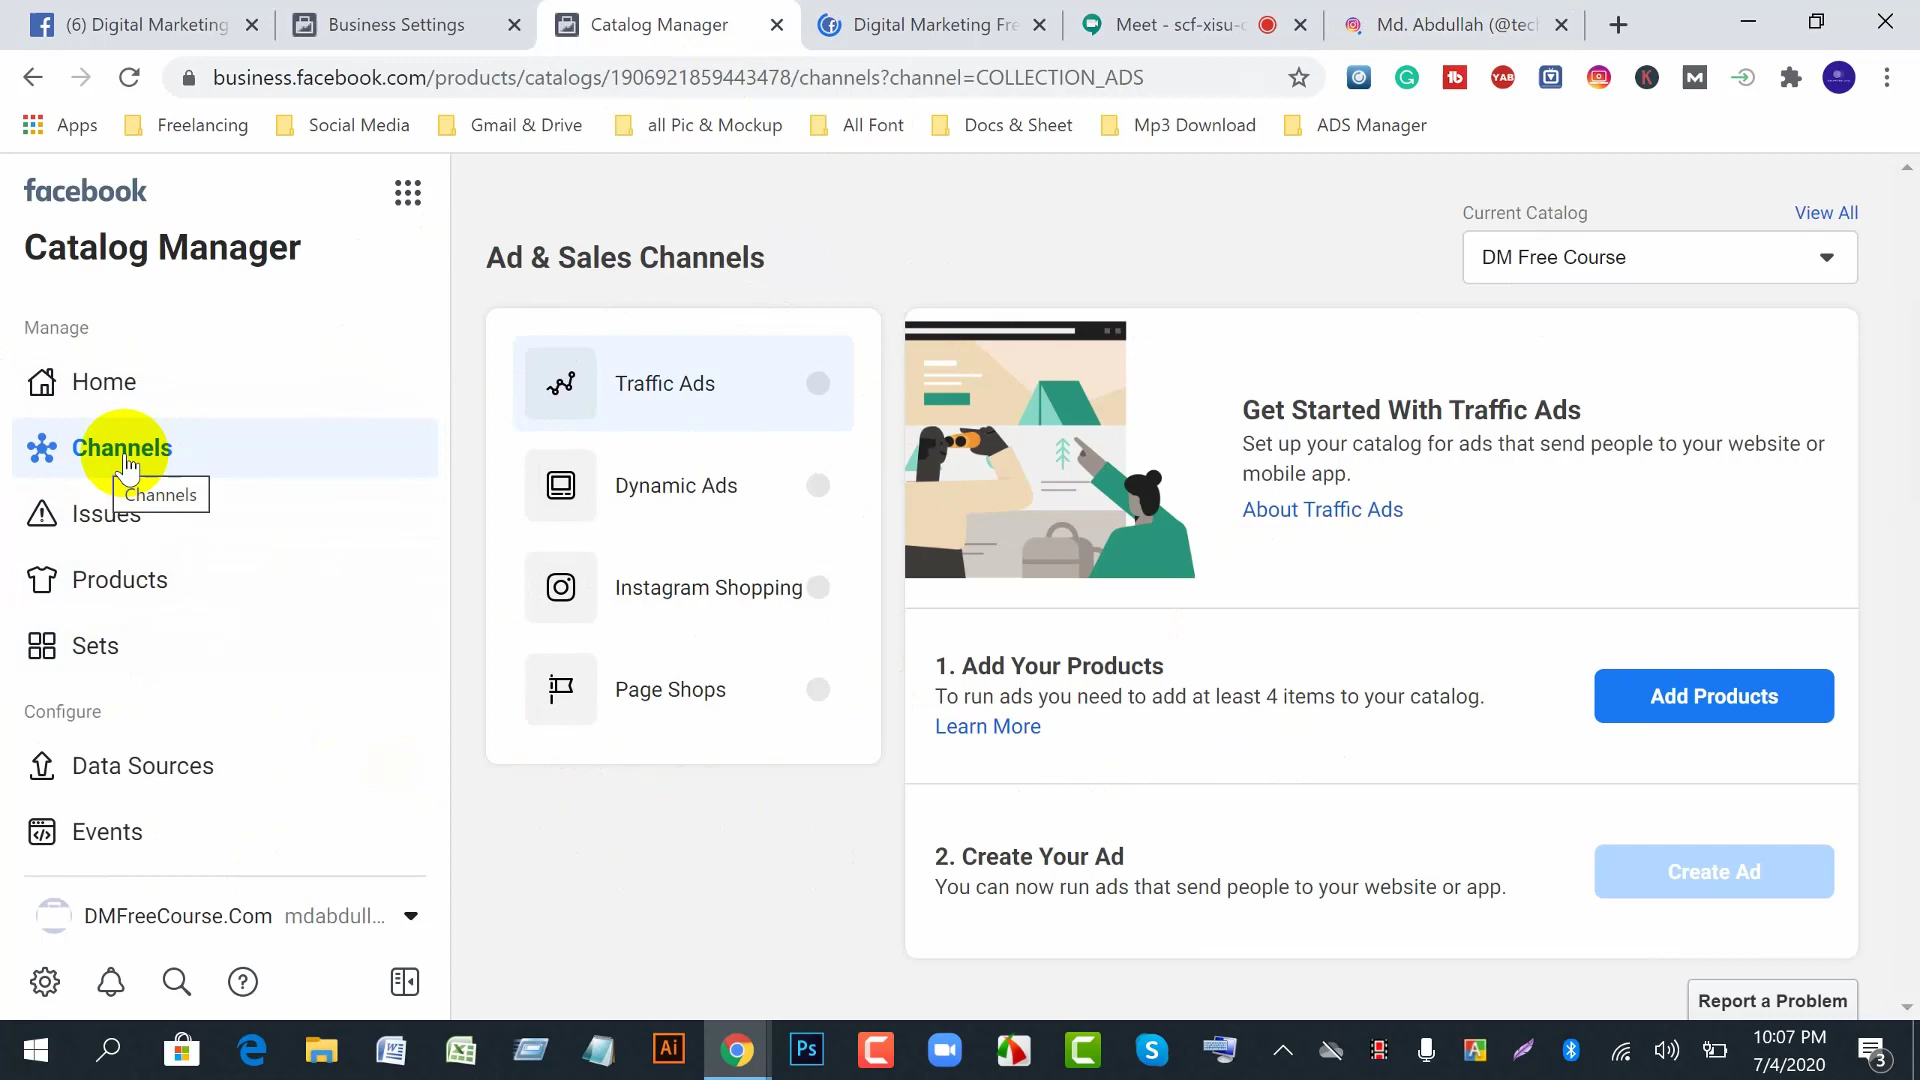 (6) Digital Marketing
Business Settings
Catalog Manager
Digital Marketing Fre
Meet - scf-xisu-c
Md. Abdullah (@tech
business.facebook.com/products/catalogs/1906921859443478/channels?channel=COLLECTION_ADS
Apps
Freelancing
Social Media
Gmail & Drive
all Pic & Mockup
All Font
Docs & Sheet
Mp3 Download
ADS Manager
facebook
Catalog Manager
Manage
Home
Channels
Channels
Issues
Products
Sets
Configure
Data Sources
Events
DMFreeCourse.Com mdabdull...
Ad & Sales Channels
Current Catalog
View All
DM Free Course
Traffic Ads
Dynamic Ads
Instagram Shopping
Page Shops
Get Started With Traffic Ads
Set up your catalog for ads that send people to your website or
mobile app.
About Traffic Ads
1. Add Your Products
To run ads you need to add at least 4 items to your catalog.
Learn More
Add Products
2. Create Your Ad
You can now run ads that send people to your website or app.
Create Ad
Report a Problem
10:07 PM
7/4/2020
3